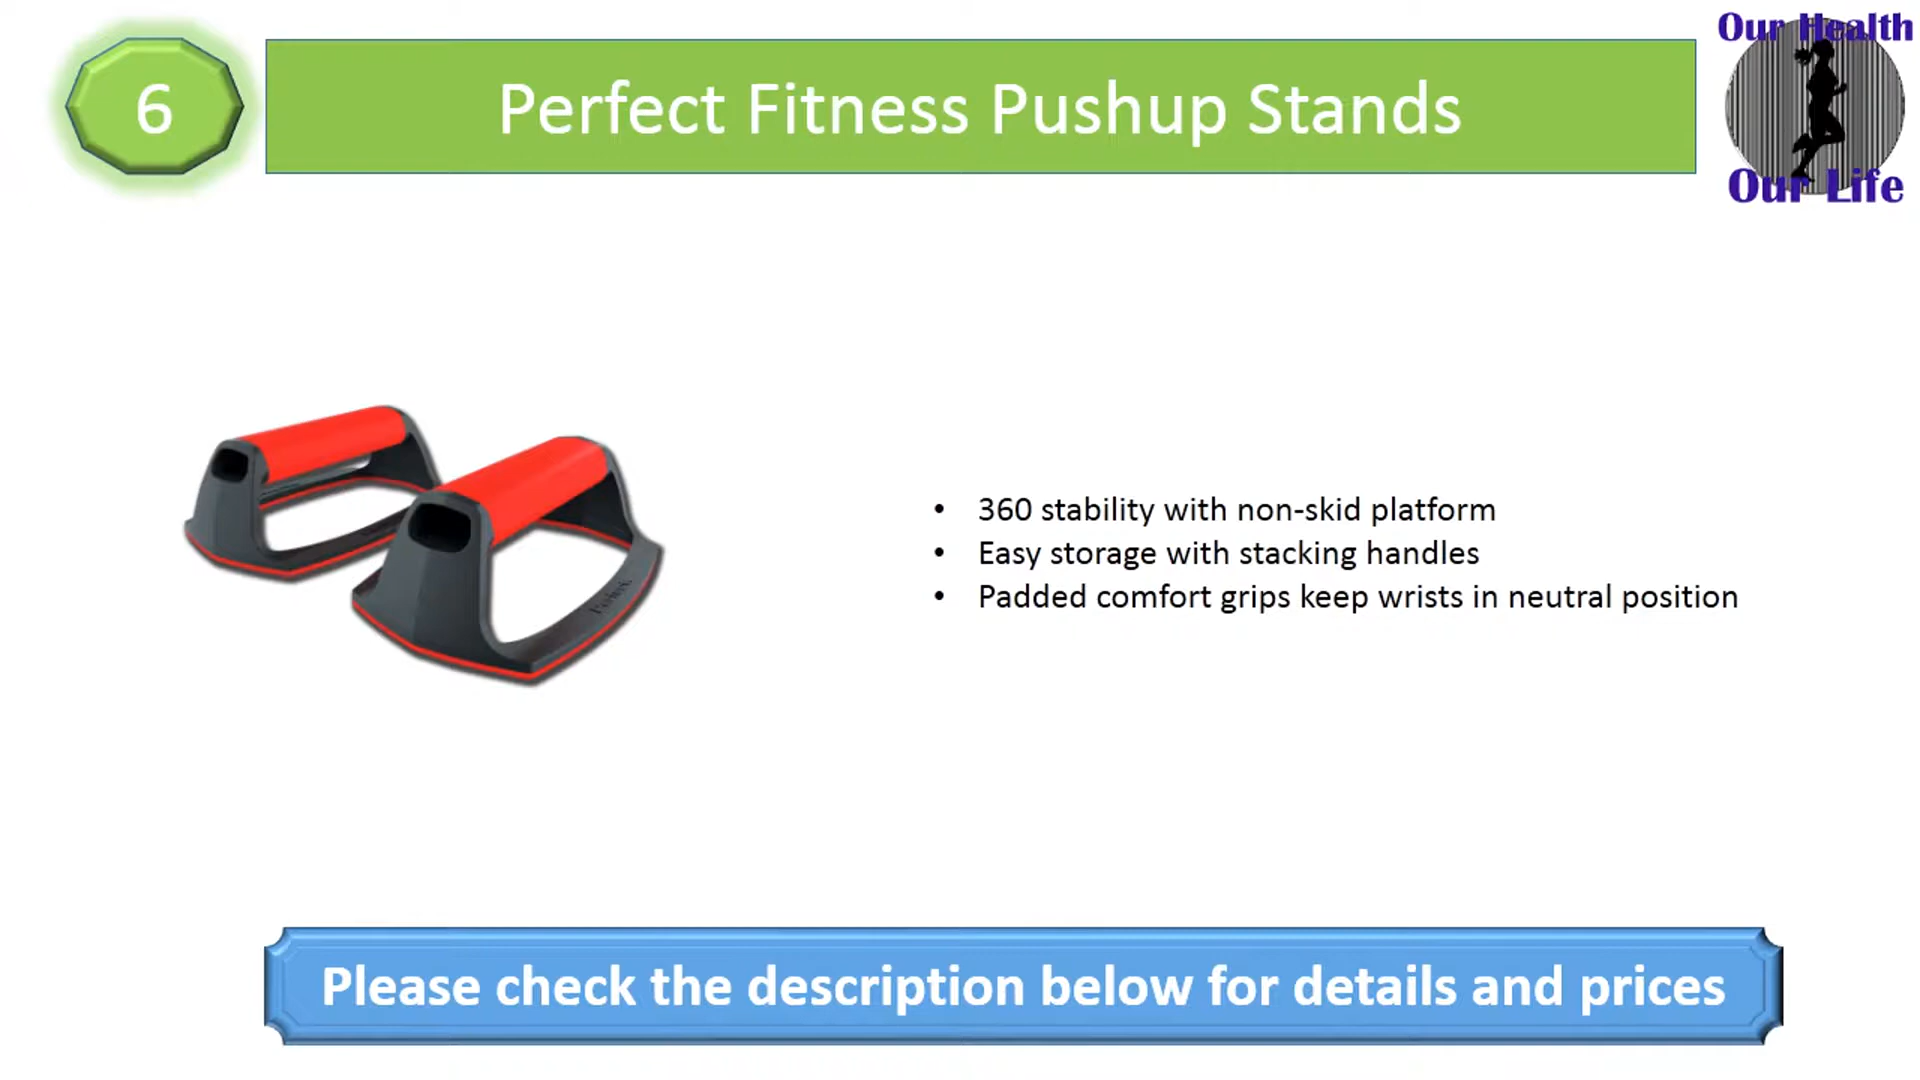 6
Perfect Fitness Pushup Stands
Our Health
Our Life
• 360 stability with non-skid platform
• Easy storage with stacking handles
• Padded comfort grips keep wrists in neutral position
Please check the description below for details and prices